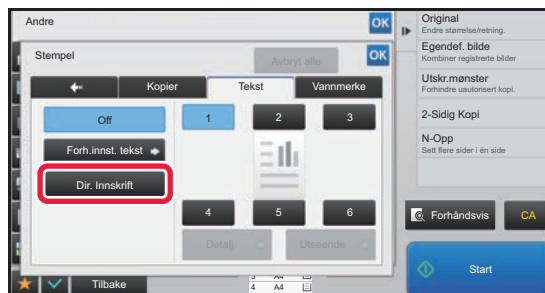 Andre
OK
Stempel
Avbryt alle
OK
Kopier
Tekst
Vannmerke
Off
1
2
3
Forh.innst. tekst
Dir. Innskrift
4
5
6
Detalj
Utseende
Tilbake
3 A4
4 A4
Original
Endre størrelse/retning.
Egendef. bilde
Kombiner registrerte bilder
Utskr.mønster
Forhindre uautorisert kopi.
2-Sidig Kopi
N-Opp
Sett flere sider i én side
Forhåndsvis
CA
Start